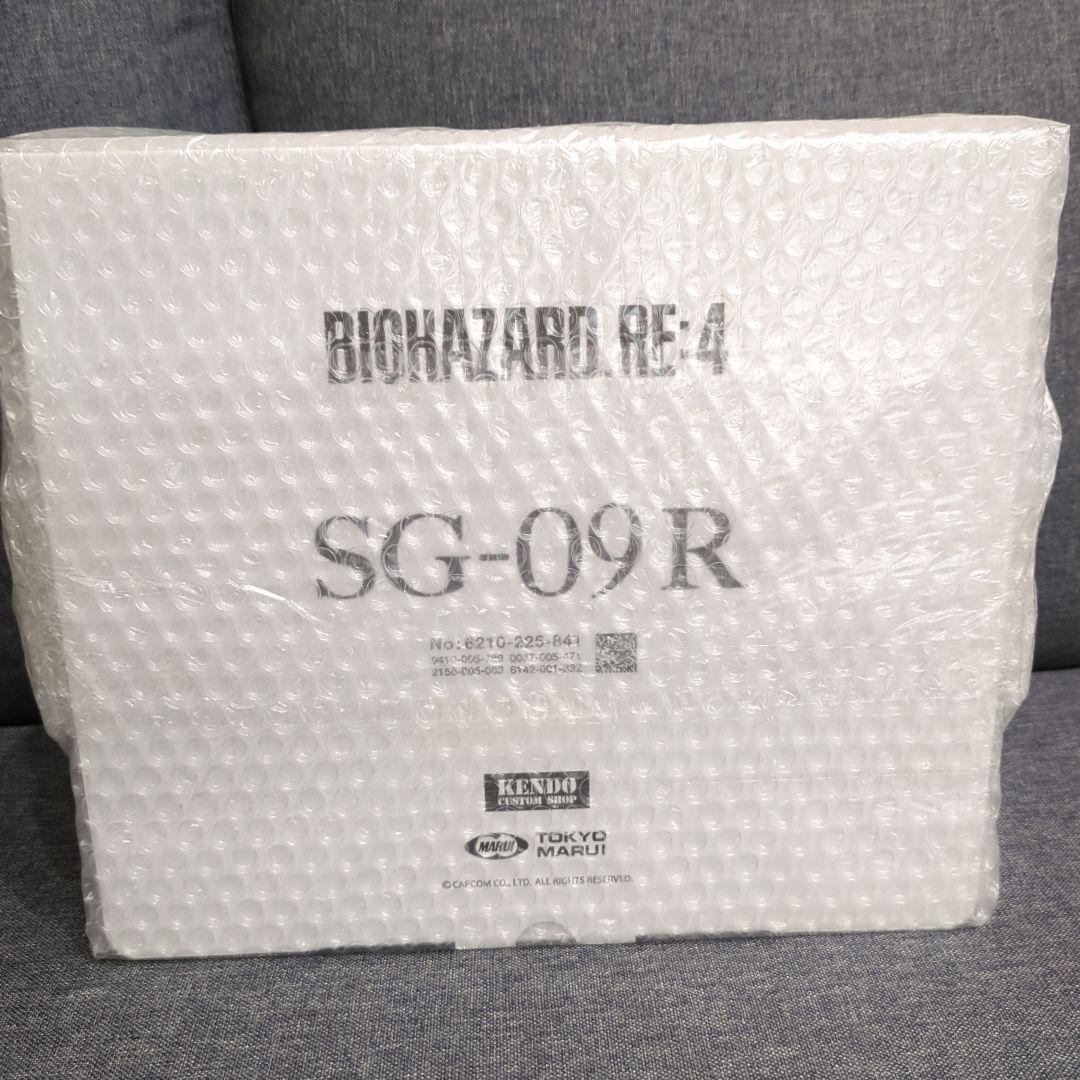 BIOHAZARD RE:4
SG-09 R
No:6210-225-841
KENDO
CUSTOM SHOP
MARUI
TOKYO
MARUI
© CAPCOM CO., LTD. ALL RIGHTS RESERVED.